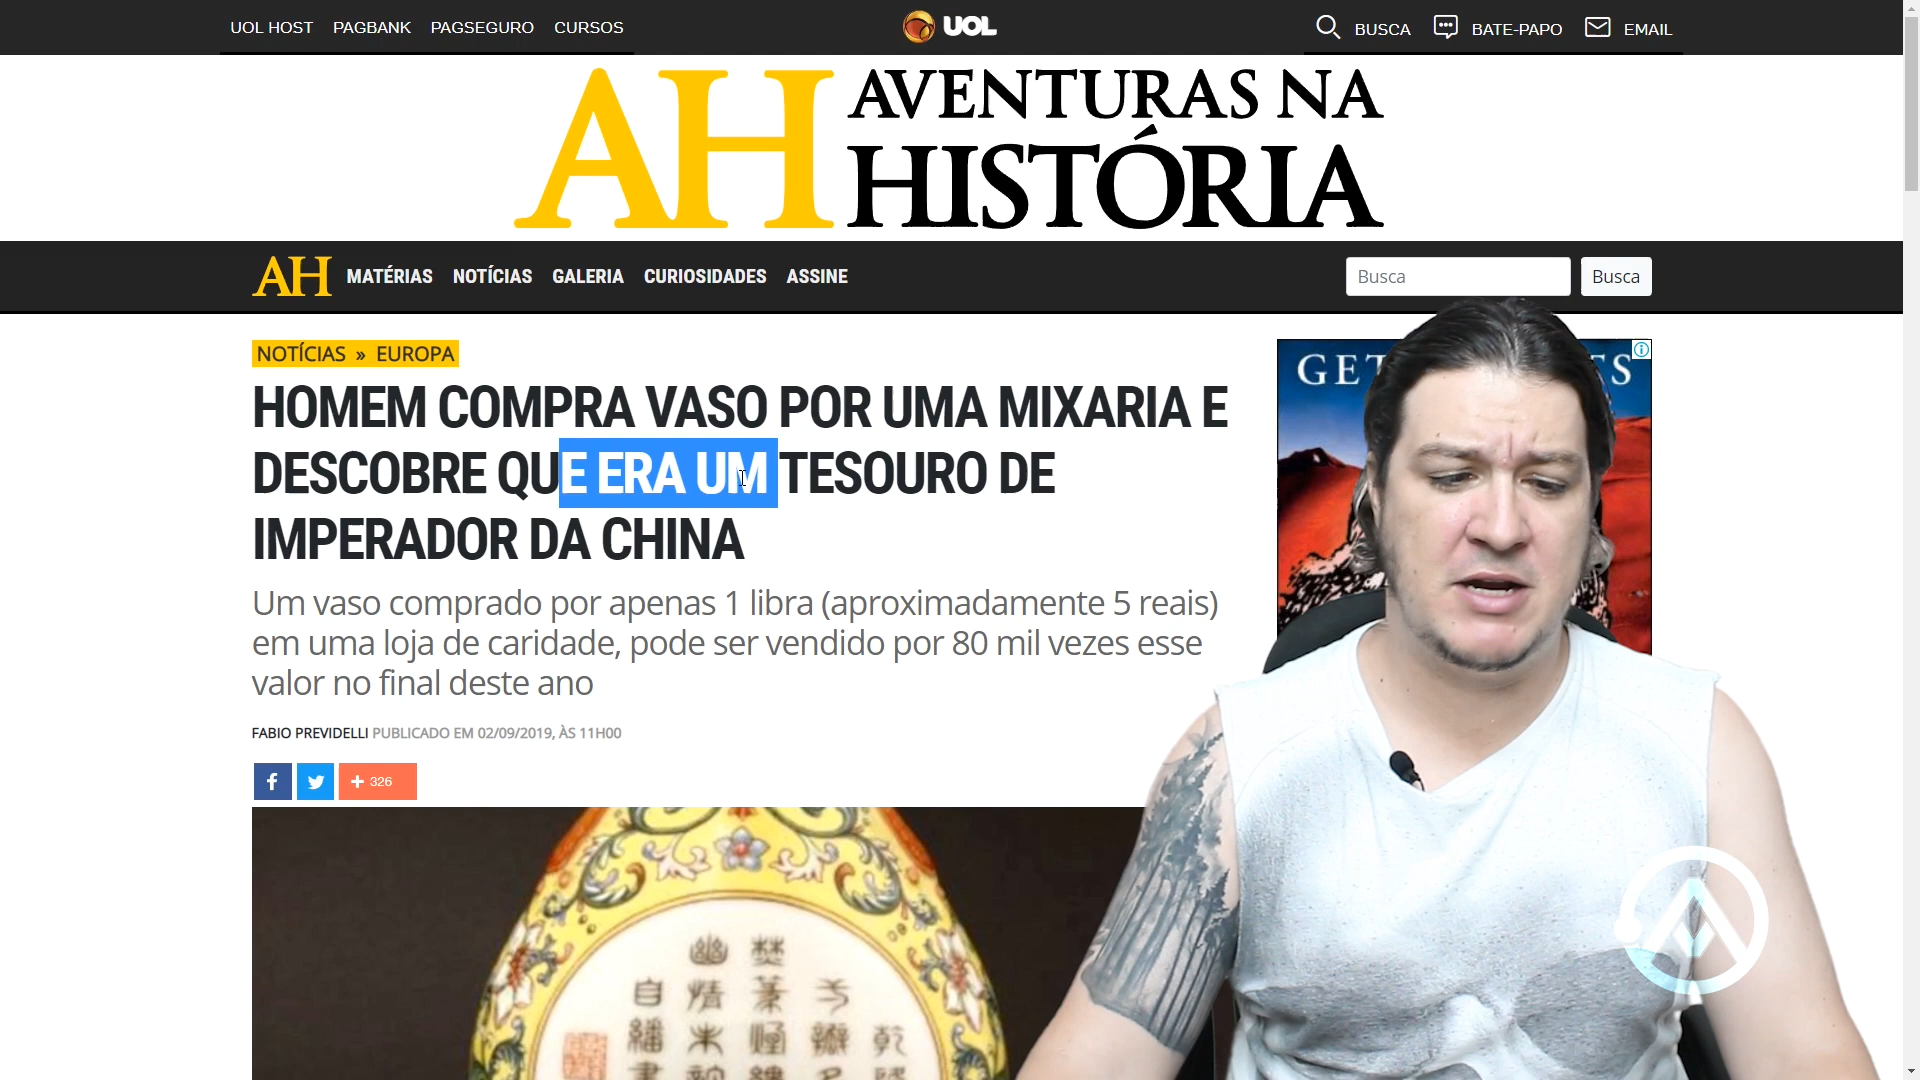 UOL HOST PAGBANK PAGSEGURO CURSOS UOL BUSCA BATE-PAPO EMAIL
AH AVENTURAS NA
HISTÓRIA
AH MATÉRIAS NOTÍCIAS GALERIA CURIOSIDADES ASSINE Busca Busca
NOTÍCIAS » EUROPA
HOMEM COMPRA VASO POR UMA MIXARIA E
DESCOBRE QUE ERA UM TESOURO DE
IMPERADOR DA CHINA
Um vaso comprado por apenas 1 libra (aproximadamente 5 reais)
em uma loja de caridade, pode ser vendido por 80 mil vezes esse
valor no final deste ano
FABIO PREVIDELLI PUBLICADO EM 02/09/2019, ÀS 11H00
f + 326
GET